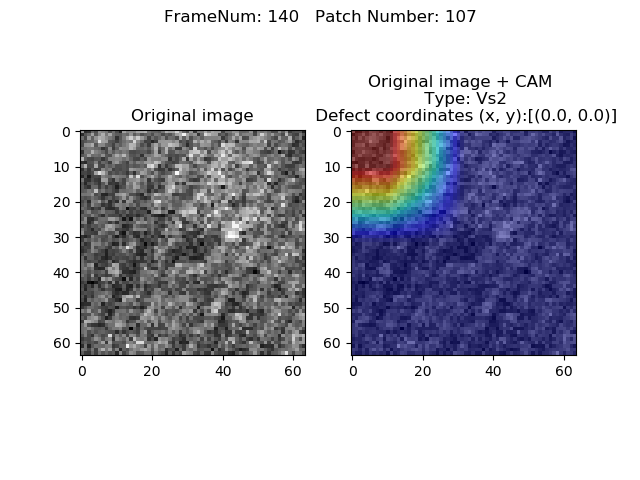 FrameNum: 140   Patch Number: 107
Original image
Original image + CAM
Type: Vs2
Defect coordinates (x, y):[(0.0, 0.0)]
0
10
20
30
40
50
60
0 20 40 60
0
10
20
30
40
50
60
0 20 40 60